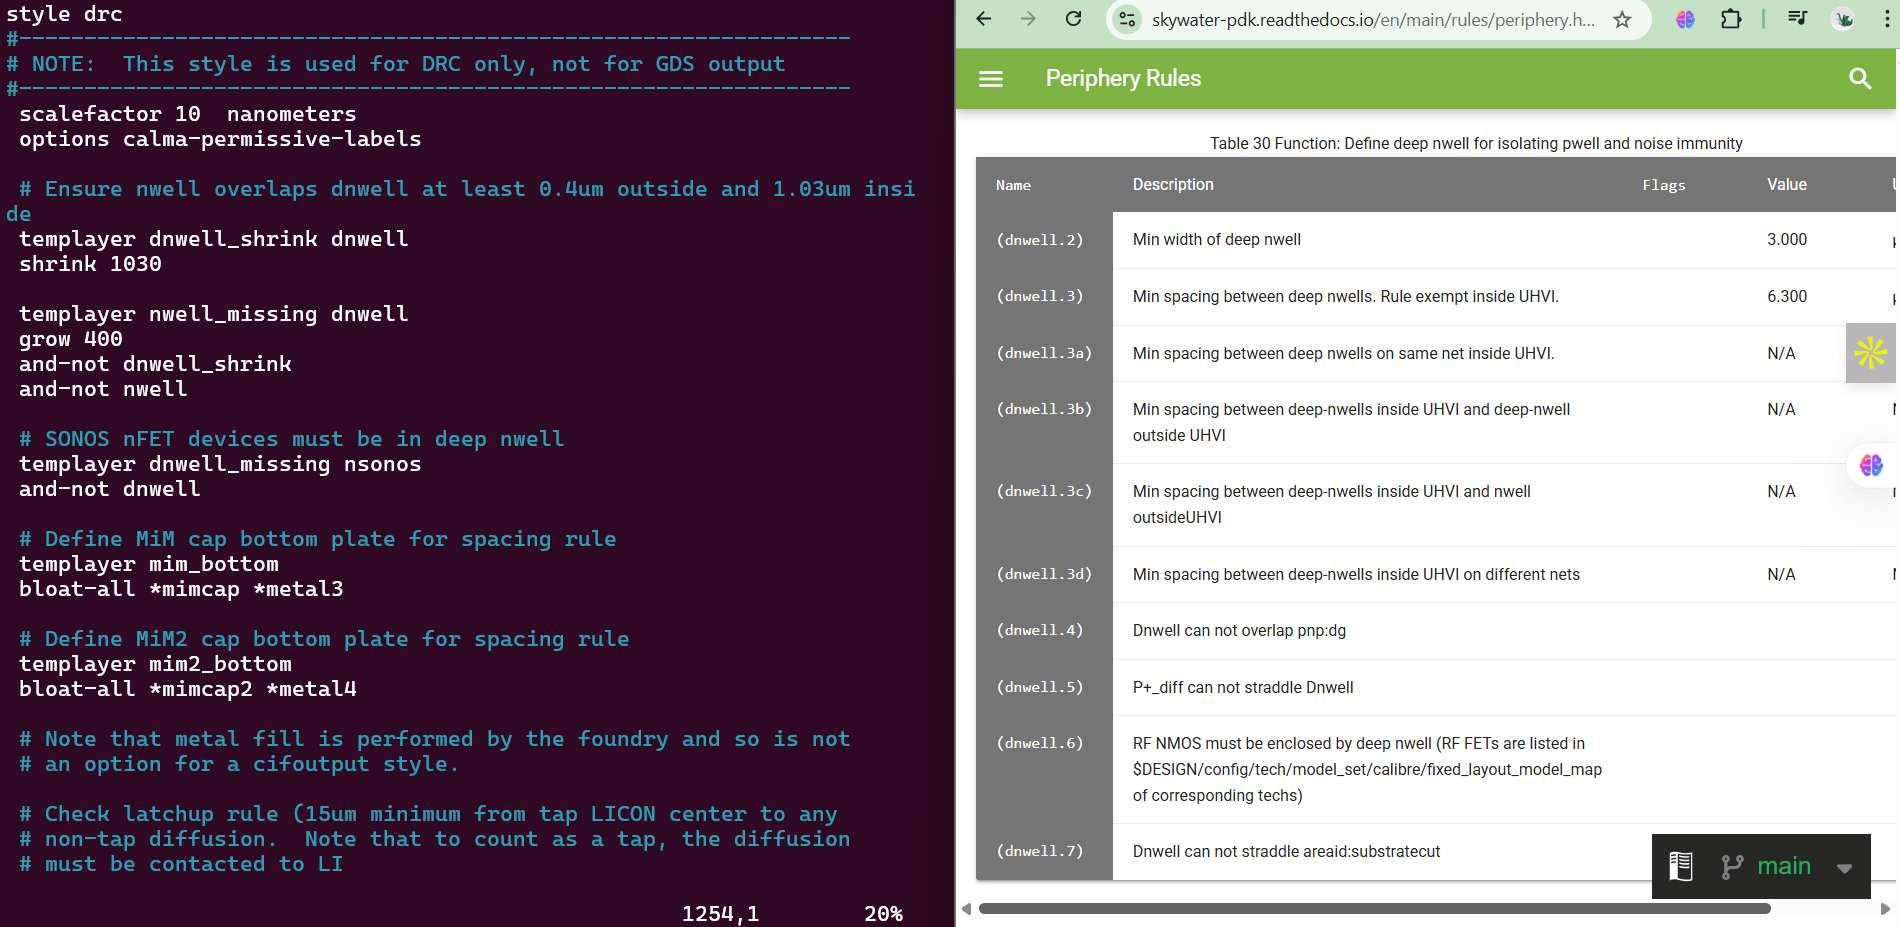 style drc
#----------------------------------------------------------------
# NOTE:  This style is used for DRC only, not for GDS output
#----------------------------------------------------------------
 scalefactor 10  nanometers
 options calma-permissive-labels

 # Ensure nwell overlaps dnwell at least 0.4um outside and 1.03um insi
de
 templayer dnwell_shrink dnwell
 shrink 1030

 templayer nwell_missing dnwell
 grow 400
 and-not dnwell_shrink
 and-not nwell

 # SONOS nFET devices must be in deep nwell
 templayer dnwell_missing nsonos
 and-not dnwell

 # Define MiM cap bottom plate for spacing rule
 templayer mim_bottom
 bloat-all *mimcap *metal3

 # Define MiM2 cap bottom plate for spacing rule
 templayer mim2_bottom
 bloat-all *mimcap2 *metal4

 # Note that metal fill is performed by the foundry and so is not
 # an option for a cifoutput style.

 # Check latchup rule (15um minimum from tap LICON center to any
 # non-tap diffusion.  Note that to count as a tap, the diffusion
 # must be contacted to LI
1254,1 20%
skywater-pdk.readthedocs.io/en/main/rules/periphery.h...
Periphery Rules
Table 30 Function: Define deep nwell for isolating pwell and noise immunity
Name Description Flags Value
(dnwell.2) Min width of deep nwell 3.000
(dnwell.3) Min spacing between deep nwells. Rule exempt inside UHVI. 6.300
(dnwell.3a) Min spacing between deep nwells on same net inside UHVI. N/A
(dnwell.3b) Min spacing between deep-nwells inside UHVI and deep-nwell N/A
outside UHVI
(dnwell.3c) Min spacing between deep-nwells inside UHVI and nwell N/A
outsideUHVI
(dnwell.3d) Min spacing between deep-nwells inside UHVI on different nets N/A
(dnwell.4) Dnwell can not overlap pnp:dg
(dnwell.5) P+_diff can not straddle Dnwell
(dnwell.6) RF NMOS must be enclosed by deep nwell (RF FETs are listed in
$DESIGN/config/tech/model_set/calibre/fixed_layout_model_map
of corresponding techs)
(dnwell.7) Dnwell can not straddle areaid:substratecut
main